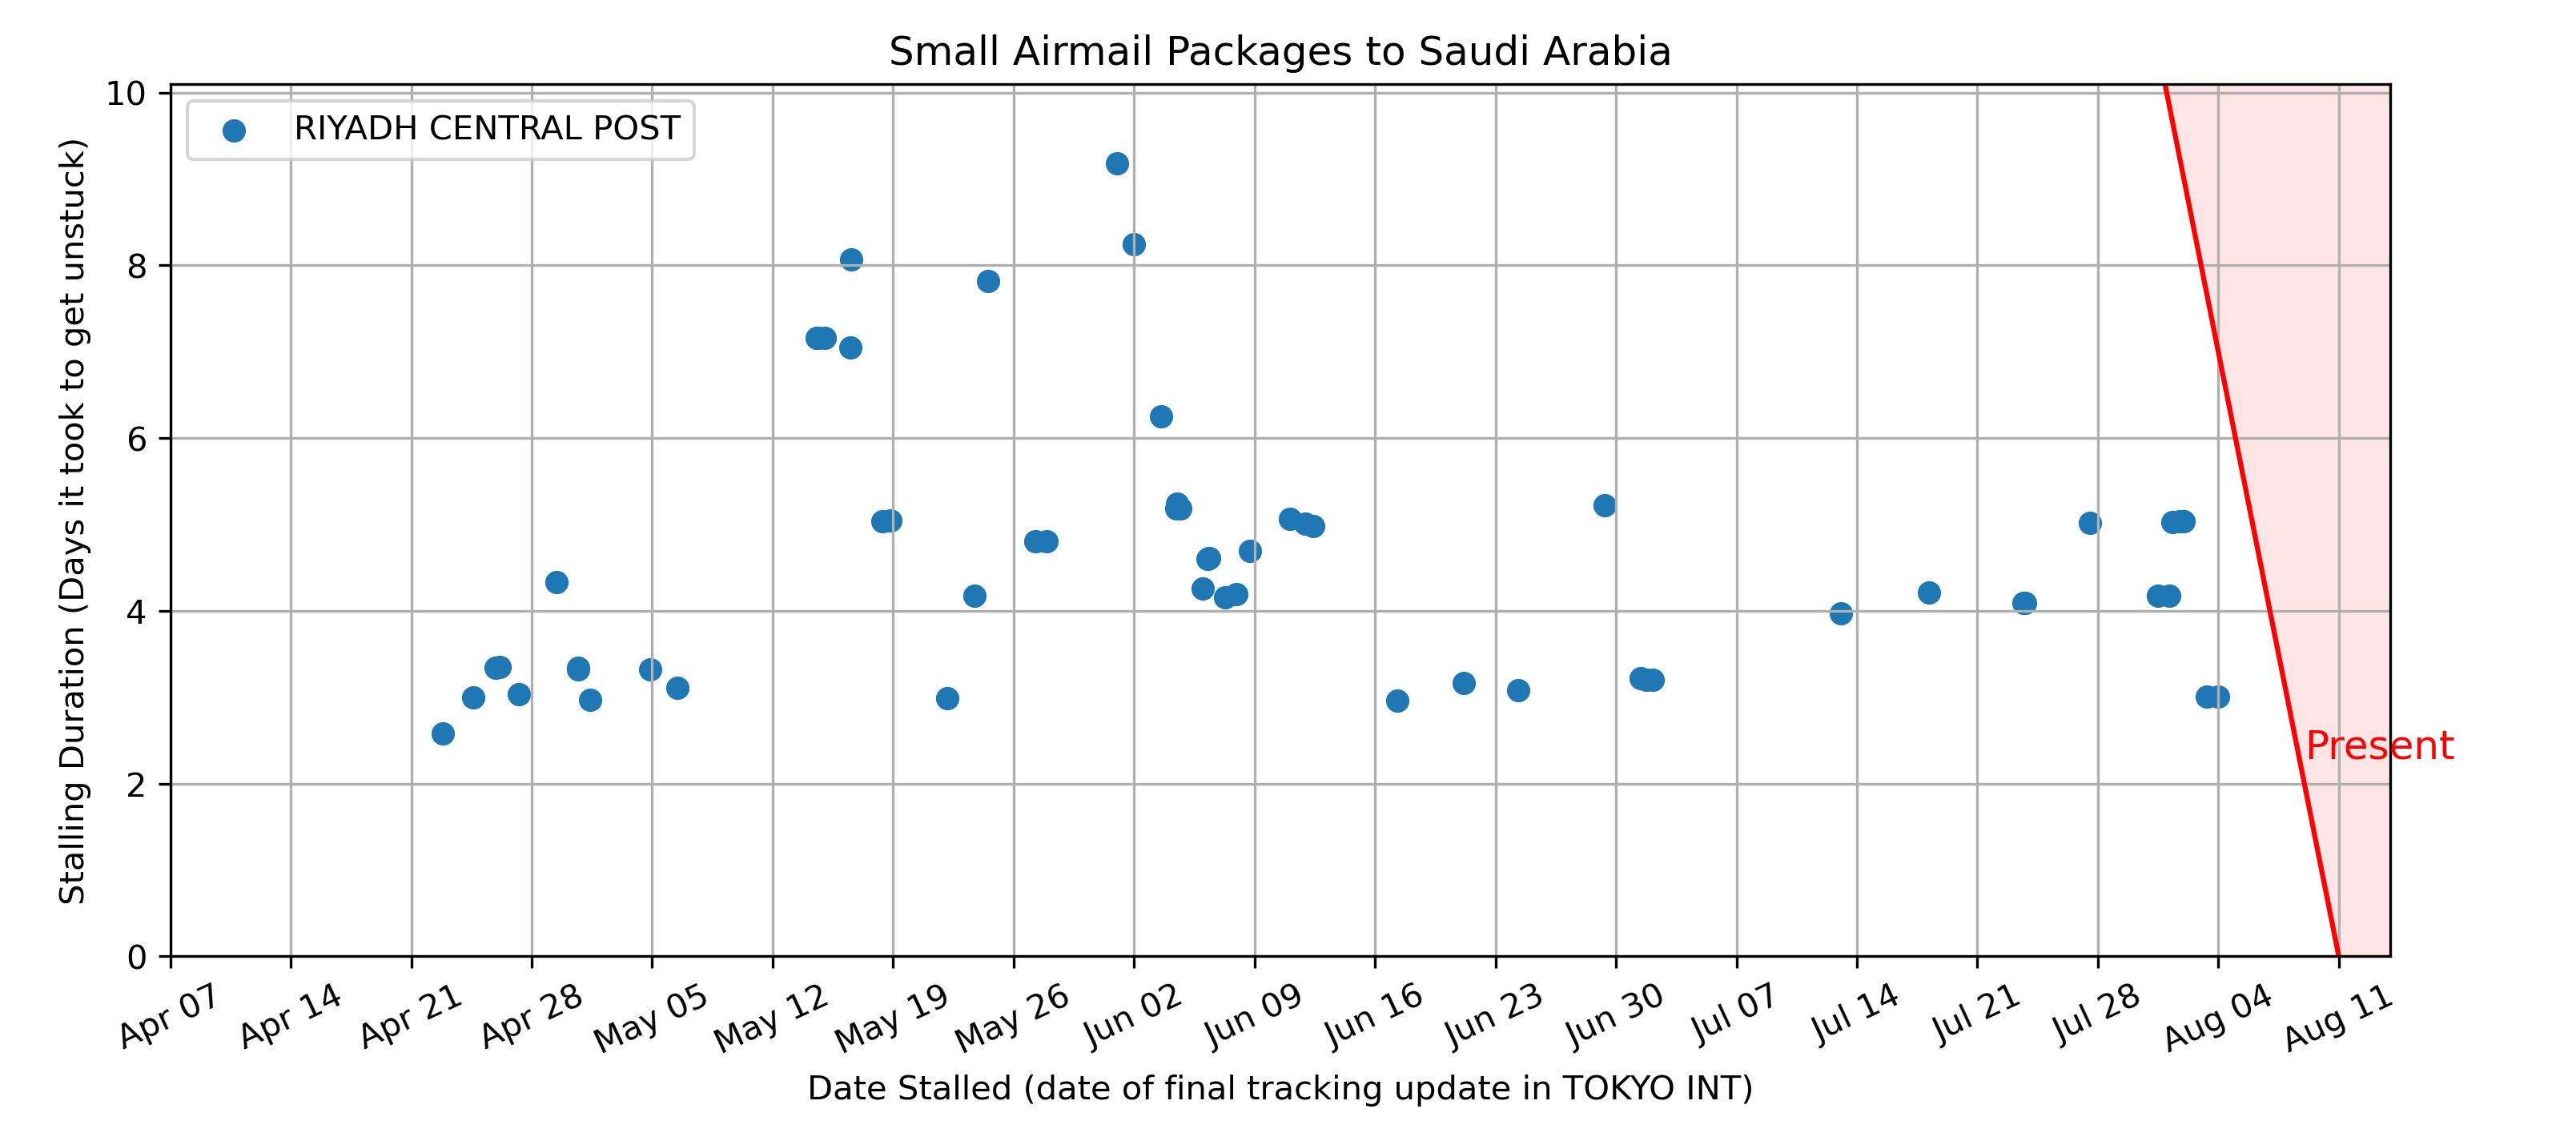 Small Airmail Packages to Saudi Arabia
RIYADH CENTRAL POST
Stalling Duration (Days it took to get unstuck)
10
8
6
4
2
0
Present
Apr 07
Apr 14
Apr 21
Apr 28
May 05
May 12
May 19
May 26
Jun 02
Jun 09
Jun 16
Jun 23
Jun 30
Jul 07
Jul 14
Jul 21
Jul 28
Aug 04
Aug 11
Date Stalled (date of final tracking update in TOKYO INT)